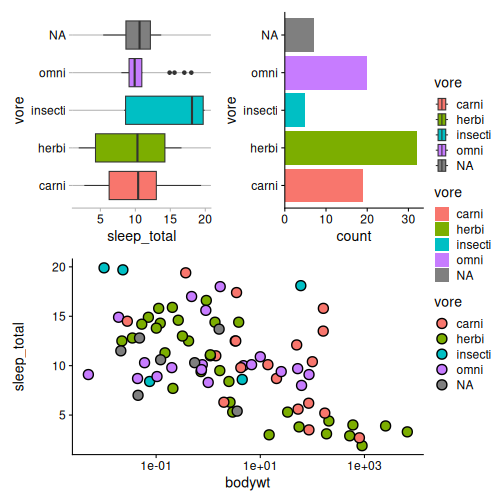 NA
omni
insecti
herbi
carni
vore
5 10 15 20
sleep_total
NA
omni
insecti
herbi
carni
vore
0 10 20 30
count
vore
carni
herbi
insecti
omni
NA
vore
carni
herbi
insecti
omni
NA
vore
carni
herbi
insecti
omni
NA
20
15
10
5
sleep_total
1e-01 1e+01 1e+03
bodywt